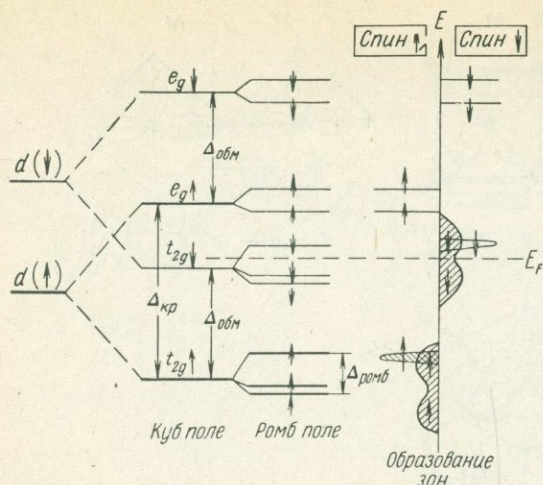 E
Спин ↑
Спин ↓
e_g ↓
Δ_обм
d(↓)
e_g ↑
t_2g ↓
E_F
d(↑)
Δ_кр
Δ_обм
t_2g ↑
Δ_ромб
Куб поле
Ромб поле
Образование
зон